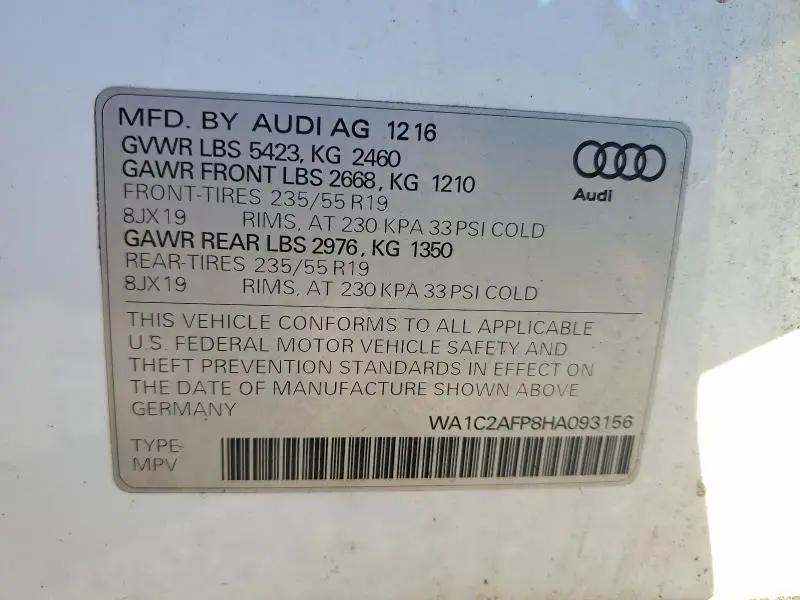 MFD. BY AUDI AG 1216
GVWR LBS 5423, KG 2460
GAWR FRONT LBS 2668, KG 1210
FRONT-TIRES 235/55 R19
8JX19 RIMS, AT 230 KPA 33 PSI COLD
GAWR REAR LBS 2976, KG 1350
REAR-TIRES 235/55 R19
8JX19 RIMS, AT 230 KPA 33 PSI COLD
Audi
THIS VEHICLE CONFORMS TO ALL APPLICABLE
U.S. FEDERAL MOTOR VEHICLE SAFETY AND
THEFT PREVENTION STANDARDS IN EFFECT ON
THE DATE OF MANUFACTURE SHOWN ABOVE
GERMANY
WA1C2AFP8HA093156
TYPE:
MPV